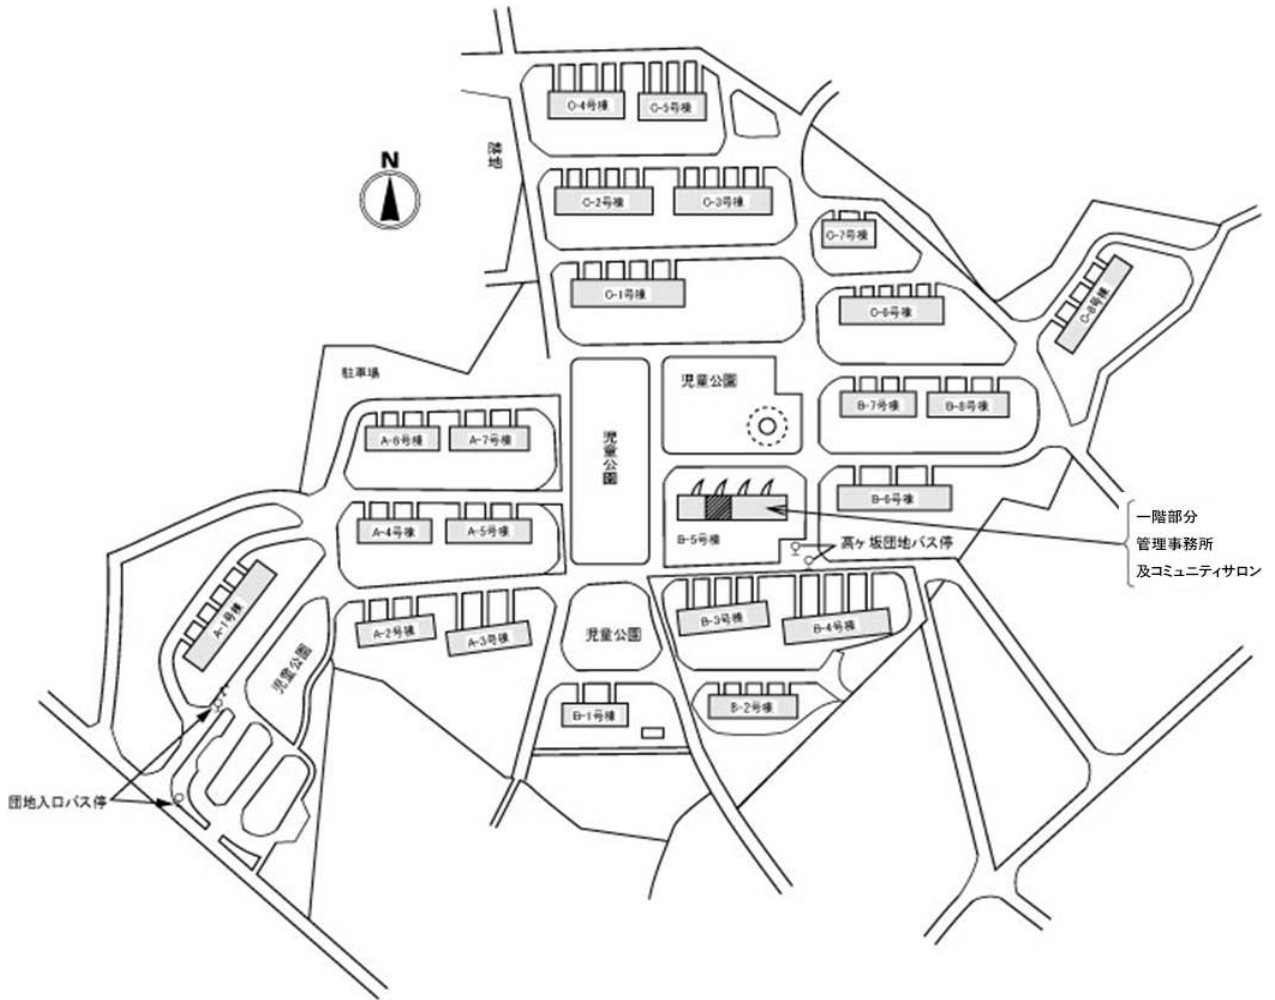 C-4号棟
C-5号棟
隣地
N
C-2号棟
C-3号棟
C-7号棟
C-1号棟
C-6号棟
C-8号棟
駐車場
児童公園
B-7号棟
B-8号棟
A-6号棟
A-7号棟
児童公園
B-6号棟
A-4号棟
A-5号棟
B-5号棟
高ヶ坂団地バス停
一階部分
管理事務所
及コミュニティサロン
A-1号棟
A-2号棟
A-3号棟
児童公園
B-3号棟
B-4号棟
児童公園
B-1号棟
B-2号棟
団地入口バス停